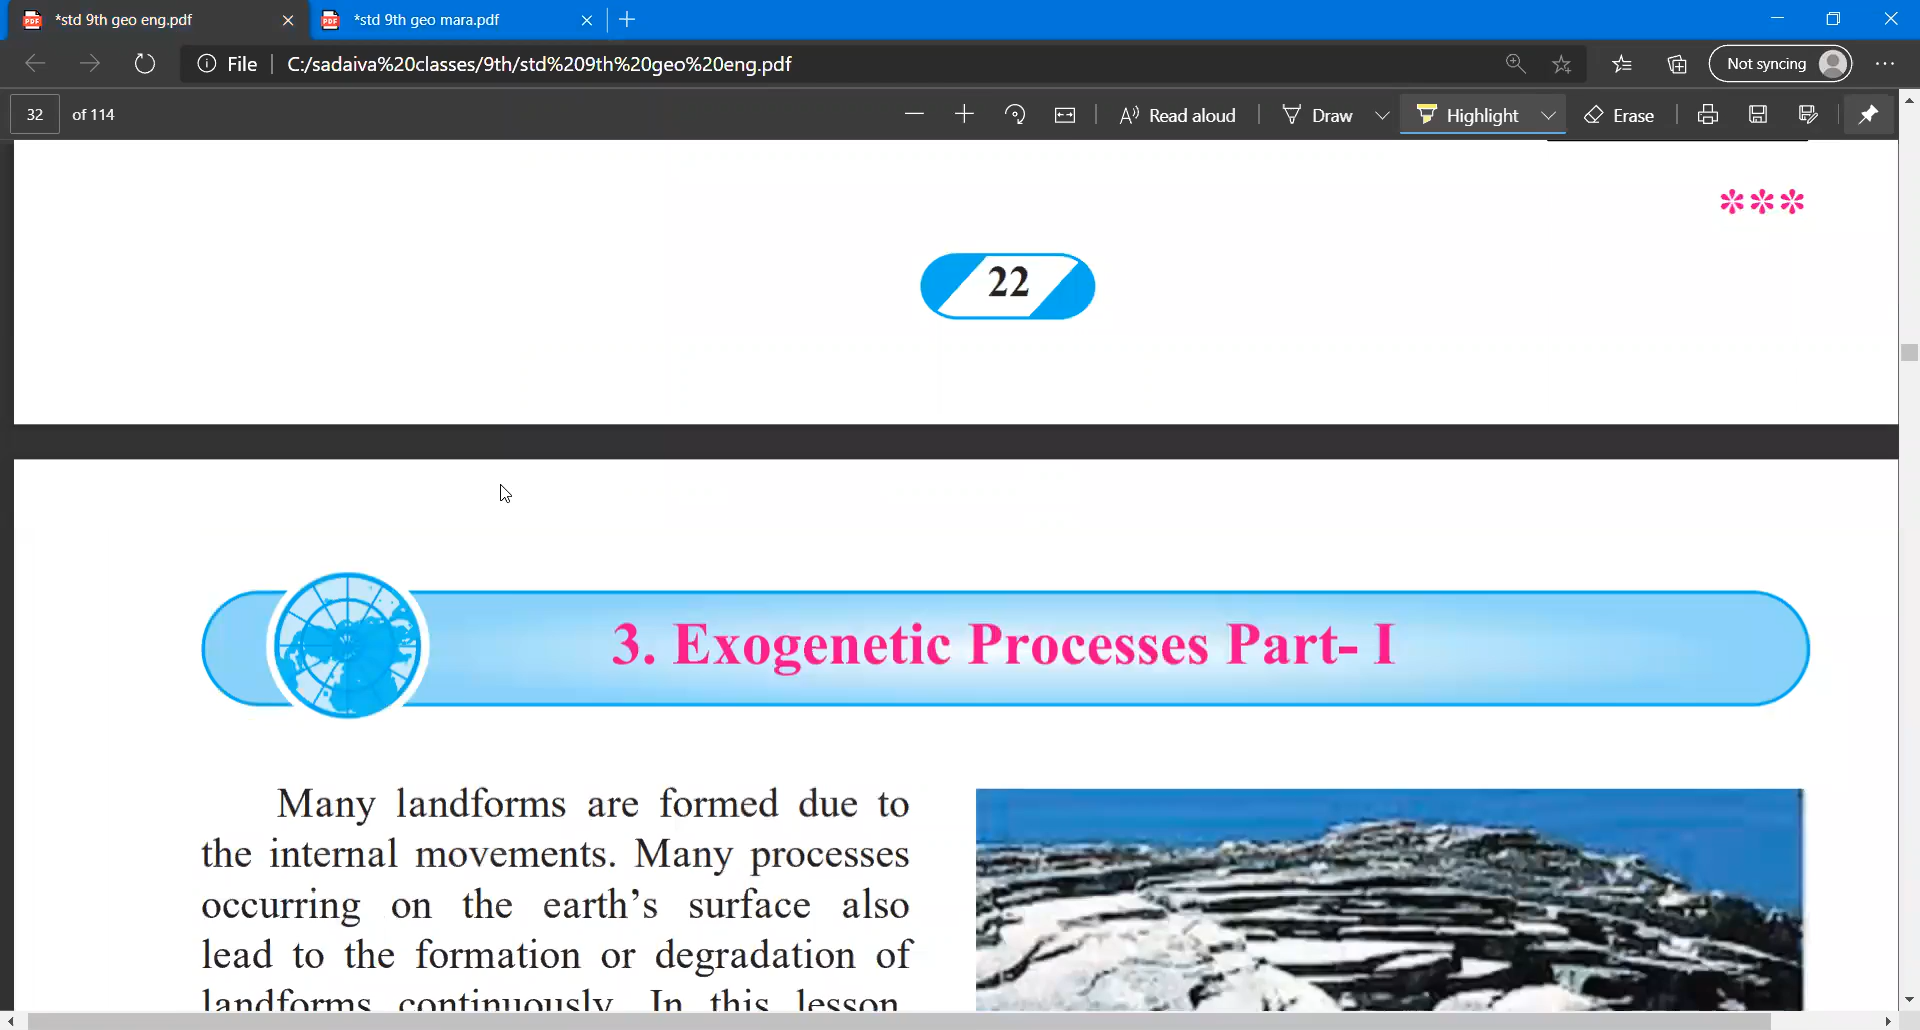 *std 9th geo eng.pdf
*std 9th geo mara.pdf
File
C:/sadaiva%20classes/9th/std%209th%20geo%20eng.pdf
Not syncing
32 of 114
Read aloud
Draw
Highlight
Erase
***
22
3. Exogenetic Processes Part- I
Many landforms are formed due to
the internal movements. Many processes
occurring on the earth's surface also
lead to the formation or degradation of
landforms continuously. In this lesson,